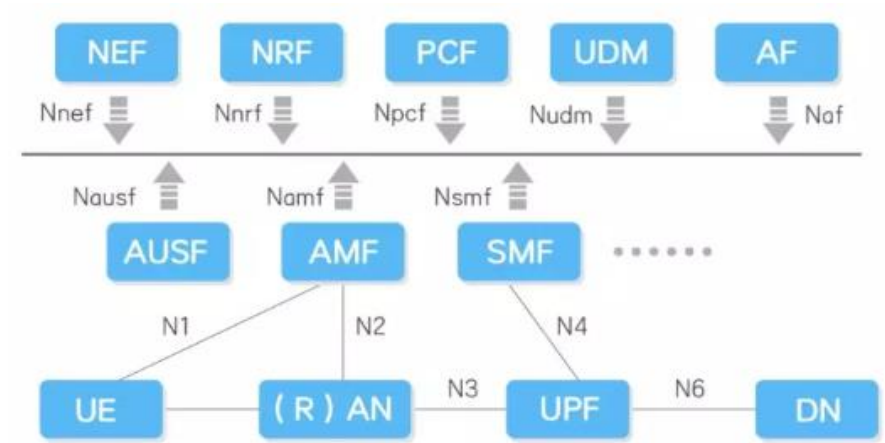 NEF NRF PCF UDM AF
Nnef Nnrf Npcf Nudm Naf
Nausf Namf Nsmf
AUSF AMF SMF ······
N1 N2 N4
UE (R) AN N3 UPF N6 DN